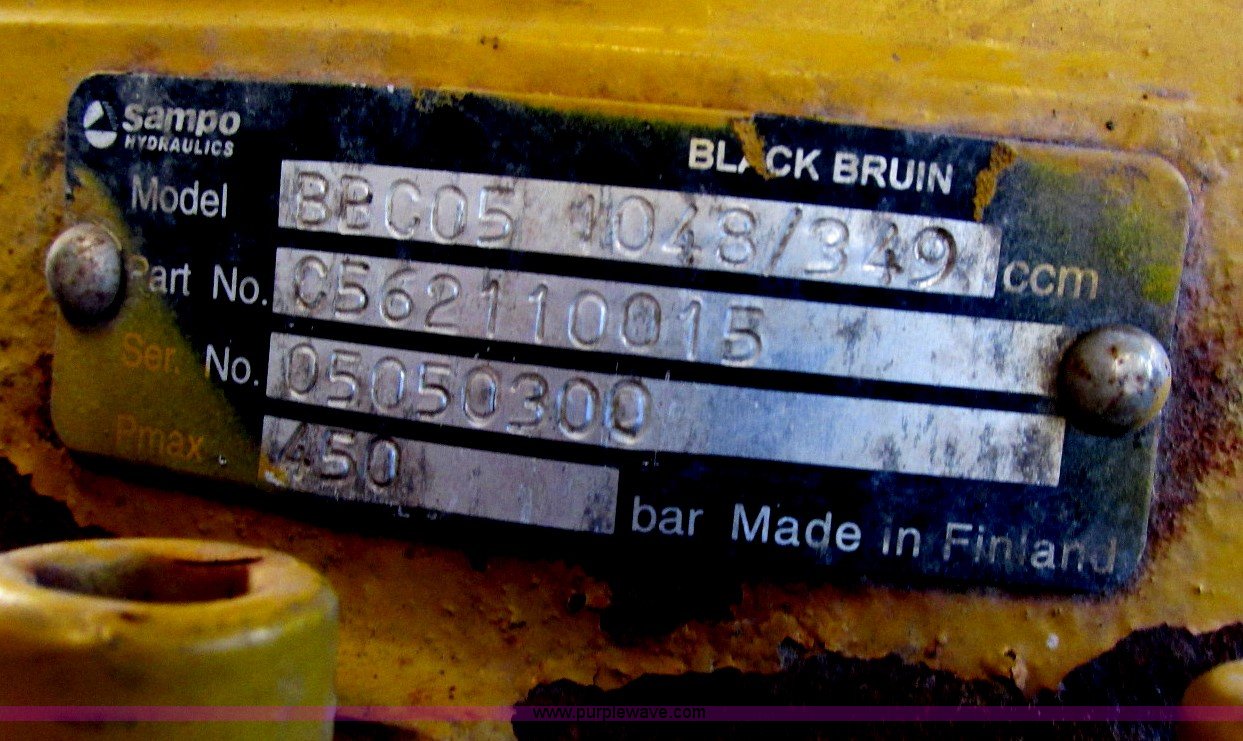 sampo
HYDRAULICS
BLACK BRUIN
Model BBC05 1048/349 ccm
Part No. C562110015
Ser. No. 05050300
Pmax 450 bar Made in Finland
www.purplewave.com